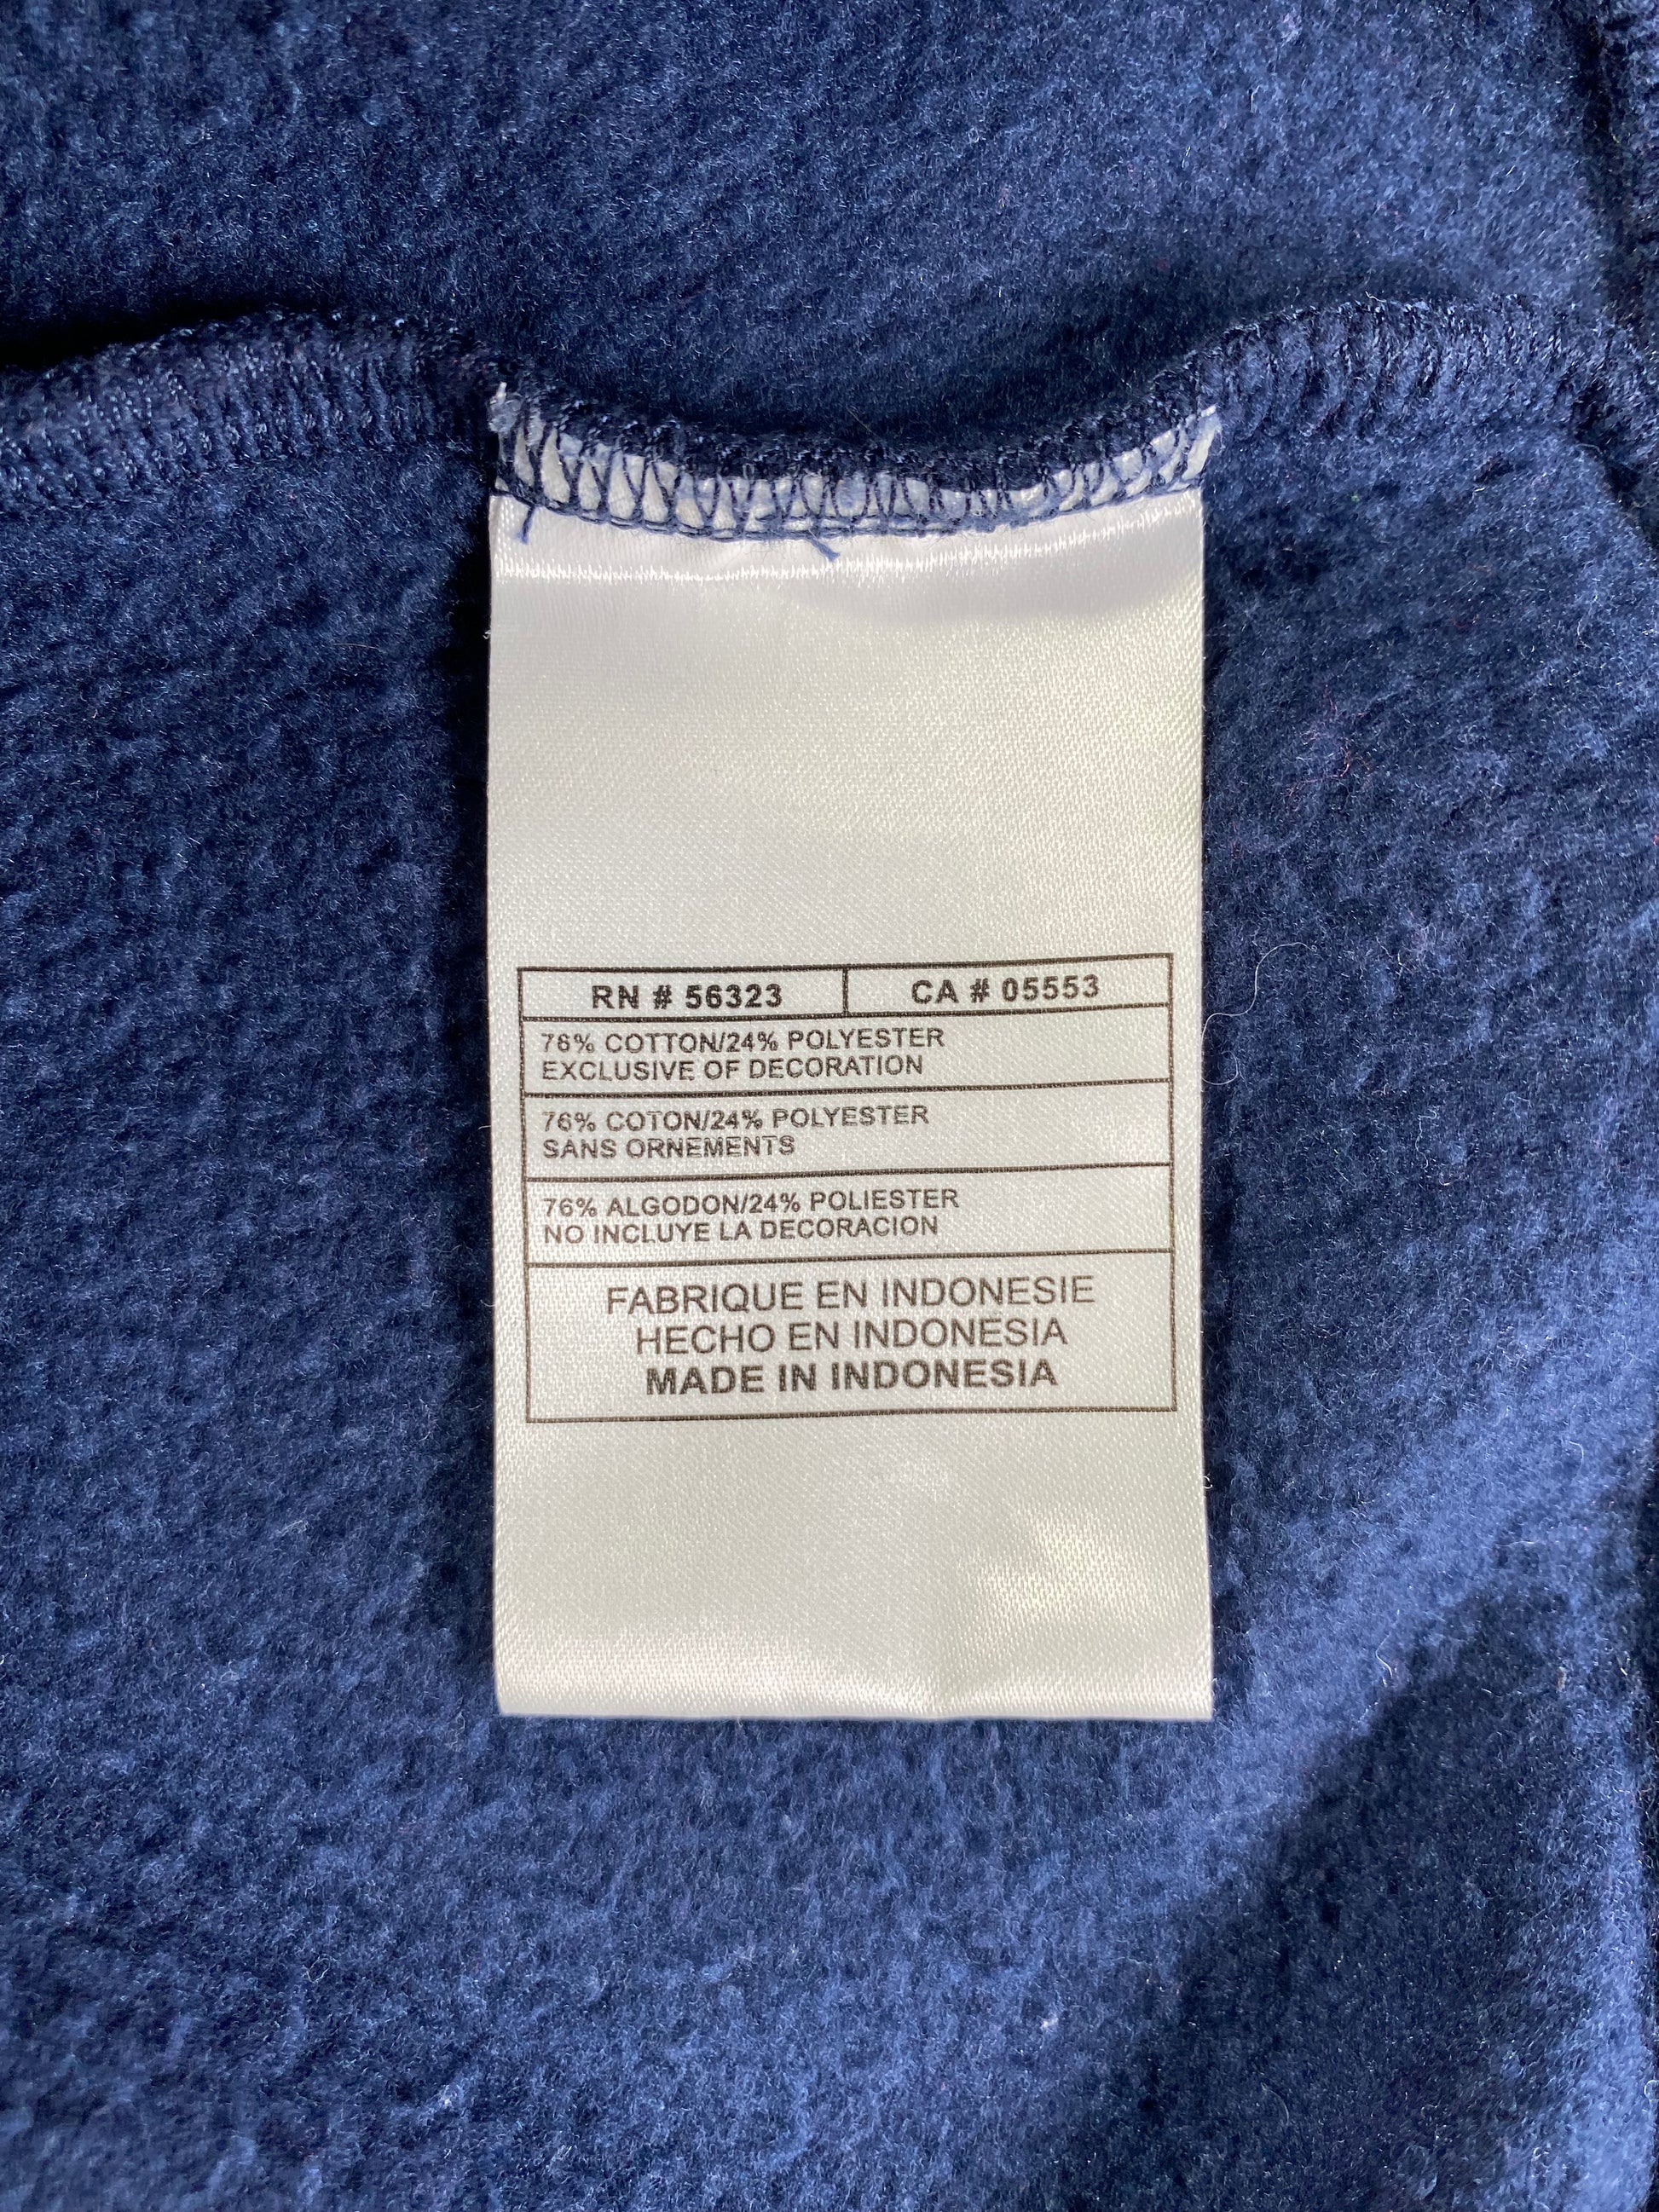 RN # 56323 CA # 05553
76% COTTON/24% POLYESTER
EXCLUSIVE OF DECORATION
76% COTON/24% POLYESTER
SANS ORNEMENTS
76% ALGODON/24% POLIESTER
NO INCLUYE LA DECORACION
FABRIQUE EN INDONESIE
HECHO EN INDONESIA
MADE IN INDONESIA